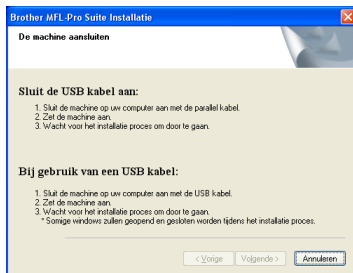 Brother MFL-Pro Suite Installatie
De machine aansluiten
Sluit de USB kabel aan:
1. Sluit de machine op uw computer aan met de parallel kabel.
2. Zet de machine aan.
3. Wacht voor het installatie proces om door te gaan.
Bij gebruik van een USB kabel:
1. Sluit de machine op uw computer aan met de USB kabel.
2. Zet de machine aan.
3. Wacht voor het installatie proces om door te gaan.
* Somige windows zullen geopend en gesloten worden tijdens het installatie proces.
< Vorige Volgende > Annuleren